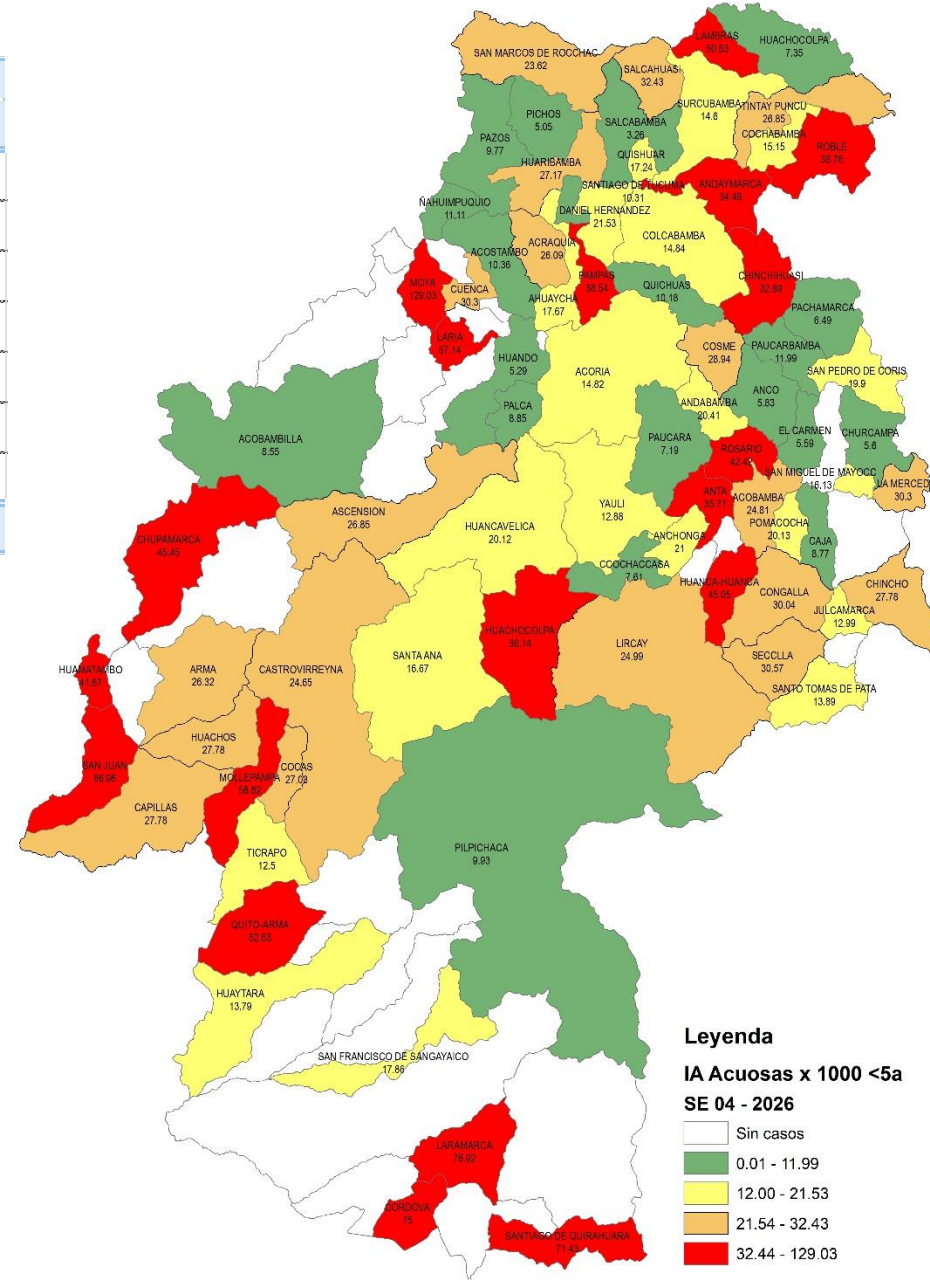 LAMBRAS
50.63
HUACHOCOLPA
7.35
SAN MARCOS DE ROCCHAC
23.62
SALCAHUASI
32.43
SURCUBAMBA
14.6
TINTAY PUNCU
26.85
COCHABAMBA
15.15
ROBLE
38.76
PICHOS
5.05
PAZOS
9.77
SALCABAMBA
3.26
QUISHUAR
17.24
HUARIBAMBA
27.17
SANTIAGO DE TUCUMA
10.31
ANDAYMARCA
34.48
ÑAHUIMPUQUIO
11.11
DANIEL HERNANDEZ
21.53
COLCABAMBA
14.84
ACRAQUIA
26.09
ACOSTAMBO
10.36
MOYA
129.03
CUENCA
30.3
AHUAYCHA
17.67
PAMPAS
38.54
QUICHUAS
10.18
CHINCHIHUASI
32.89
PACHAMARCA
6.49
LARIA
57.14
HUANDO
5.29
COSME
28.94
PAUCARBAMBA
11.99
SAN PEDRO DE CORIS
19.9
ACORIA
14.82
ANCO
5.83
PALCA
8.85
ANDABAMBA
20.41
ACOBAMBILLA
8.55
PAUCARA
7.19
EL CARMEN
5.59
CHURCAMPA
5.6
ROSARIO
42.42
SAN MIGUEL DE MAYOCC
16.13
LA MERCED
30.3
ANTA
35.71
ACOBAMBA
24.81
ASCENSION
26.85
HUANCAVELICA
20.12
YAULI
12.88
POMACOCHA
20.13
ANCHONGA
21
CAJA
8.77
CHUPAMARCA
45.45
CCOCHACCASA
7.61
HUANCA-HUANCA
45.05
CONGALLA
30.04
CHINCHO
27.78
JULCAMARCA
12.99
HUACHOCOLPA
36.14
LIRCAY
24.99
SECCLLA
30.57
SANTO TOMAS DE PATA
13.89
SANTA ANA
16.67
HUAMATAMBO
41.67
ARMA
26.32
CASTROVIRREYNA
24.65
HUACHOS
27.78
SAN JUAN
86.96
MOLLEPAMPA
58.82
COCAS
27.03
CAPILLAS
27.78
TICRAPO
12.5
PILPICHACA
9.93
QUITO-ARMA
52.63
HUAYTARA
13.79
SAN FRANCISCO DE SANGAYAICO
17.86
LARAMARCA
76.92
CORDOVA
75
SANTIAGO DE QUIRAHUARA
71.43
Leyenda
IA Acuosas x 1000 <5a
SE 04 - 2026
Sin casos
0.01 - 11.99
12.00 - 21.53
21.54 - 32.43
32.44 - 129.03